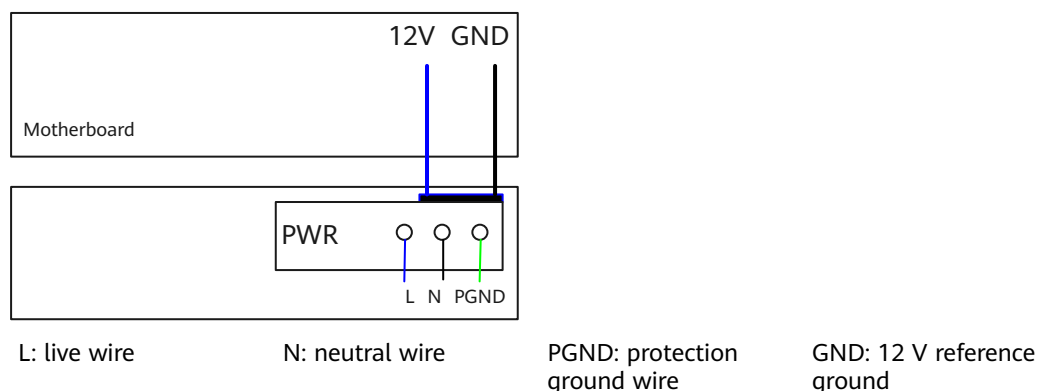 12V GND
Motherboard
PWR
L N PGND
L: live wire
N: neutral wire
PGND: protection
ground wire
GND: 12 V reference
ground